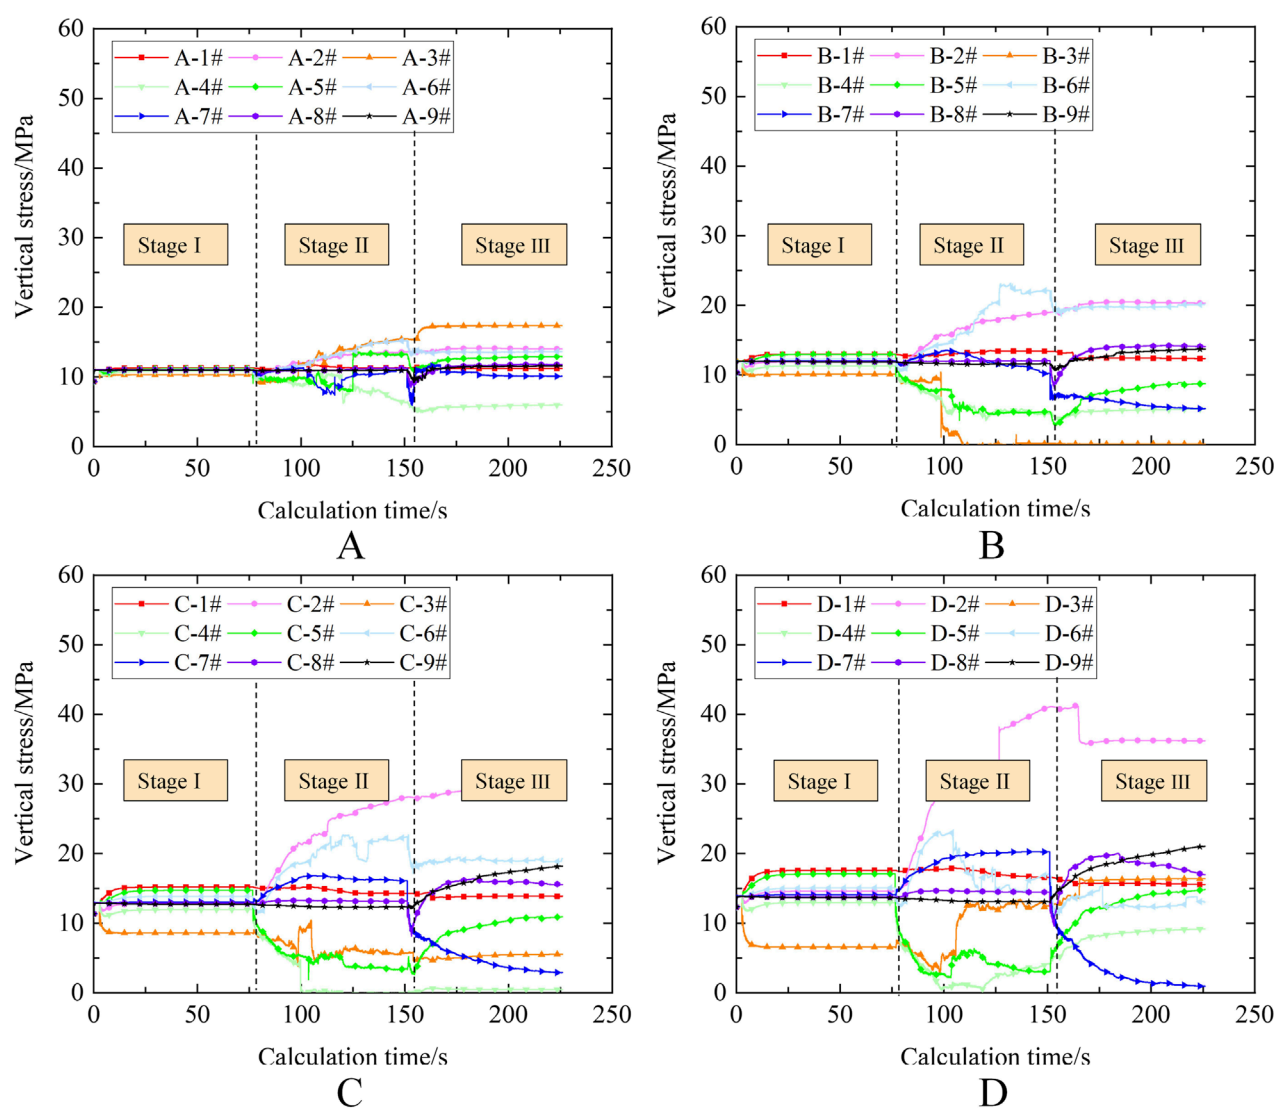 60
50
40
30
20
10
0
Vertical stress/MPa
A-1# A-2# A-3#
A-4# A-5# A-6#
A-7# A-8# A-9#
Stage I Stage II Stage III
0 50 100 150 200 250
Calculation time/s
A
60
50
40
30
20
10
0
Vertical stress/MPa
B-1# B-2# B-3#
B-4# B-5# B-6#
B-7# B-8# B-9#
Stage I Stage II Stage III
0 50 100 150 200 250
Calculation time/s
B
60
50
40
30
20
10
0
Vertical stress/MPa
C-1# C-2# C-3#
C-4# C-5# C-6#
C-7# C-8# C-9#
Stage I Stage II Stage III
0 50 100 150 200 250
Calculation time/s
C
60
50
40
30
20
10
0
Vertical stress/MPa
D-1# D-2# D-3#
D-4# D-5# D-6#
D-7# D-8# D-9#
Stage I Stage II Stage III
0 50 100 150 200 250
Calculation time/s
D